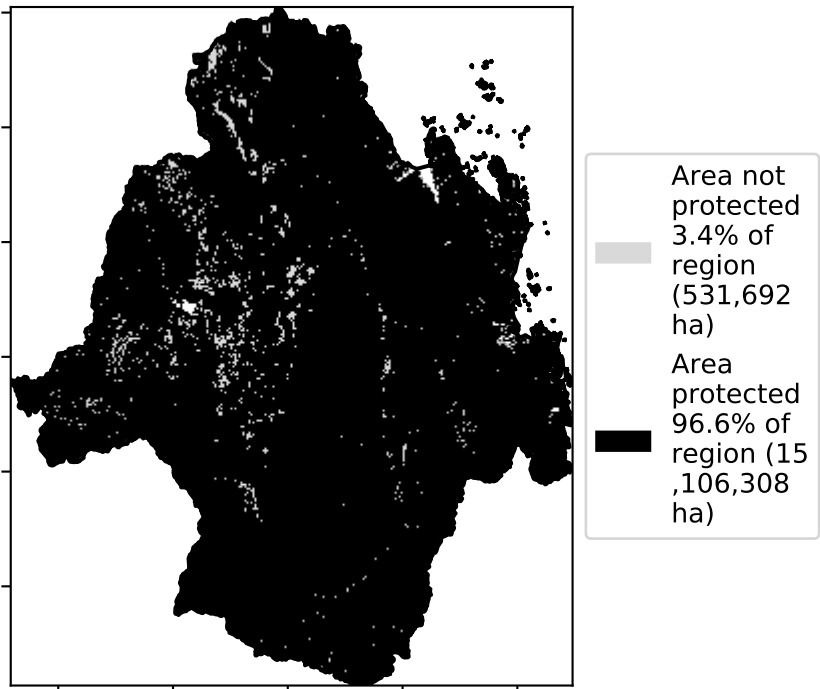 Area not
protected
3.4% of
region
(531,692
ha)
Area
protected
96.6% of
region (15
,106,308
ha)